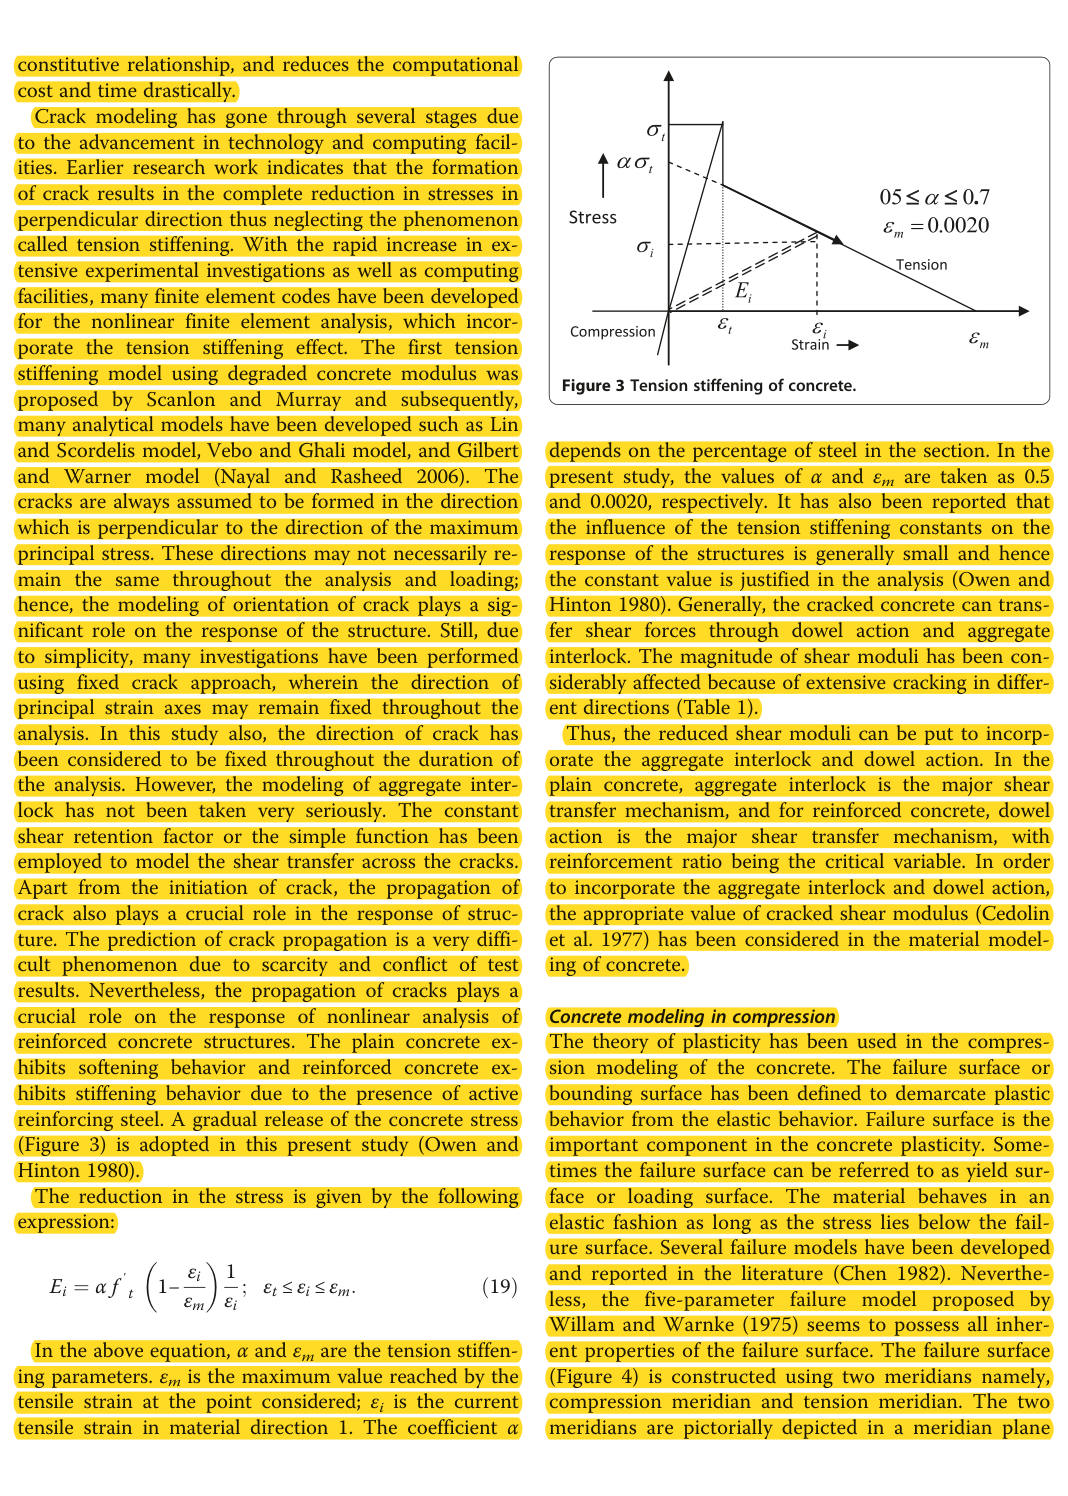 constitutive relationship, and reduces the computational
cost and time drastically.
Crack modeling has gone through several stages due
to the advancement in technology and computing facil-
ities. Earlier research work indicates that the formation
of crack results in the complete reduction in stresses in
perpendicular direction thus neglecting the phenomenon
called tension stiffening. With the rapid increase in ex-
tensive experimental investigations as well as computing
facilities, many finite element codes have been developed
for the nonlinear finite element analysis, which incor-
porate the tension stiffening effect. The first tension
stiffening model using degraded concrete modulus was
proposed by Scanlon and Murray and subsequently,
many analytical models have been developed such as Lin
and Scordelis model, Vebo and Ghali model, and Gilbert
and Warner model (Nayal and Rasheed 2006). The
cracks are always assumed to be formed in the direction
which is perpendicular to the direction of the maximum
principal stress. These directions may not necessarily re-
main the same throughout the analysis and loading;
hence, the modeling of orientation of crack plays a sig-
nificant role on the response of the structure. Still, due
to simplicity, many investigations have been performed
using fixed crack approach, wherein the direction of
principal strain axes may remain fixed throughout the
analysis. In this study also, the direction of crack has
been considered to be fixed throughout the duration of
the analysis. However, the modeling of aggregate inter-
lock has not been taken very seriously. The constant
shear retention factor or the simple function has been
employed to model the shear transfer across the cracks.
Apart from the initiation of crack, the propagation of
crack also plays a crucial role in the response of struc-
ture. The prediction of crack propagation is a very diffi-
cult phenomenon due to scarcity and conflict of test
results. Nevertheless, the propagation of cracks plays a
crucial role on the response of nonlinear analysis of
reinforced concrete structures. The plain concrete ex-
hibits softening behavior and reinforced concrete ex-
hibits stiffening behavior due to the presence of active
reinforcing steel. A gradual release of the concrete stress
(Figure 3) is adopted in this present study (Owen and
Hinton 1980).
The reduction in the stress is given by the following
expression:
E_i = α f'_t (1−ε_i/ε_m) 1/ε_i ; ε_t ≤ ε_i ≤ ε_m. (19)
In the above equation, α and ε_m are the tension stiffen-
ing parameters. ε_m is the maximum value reached by the
tensile strain at the point considered; ε_i is the current
tensile strain in material direction 1. The coefficient α
σ_t
α σ_t
Stress
σ_i
05 ≤ α ≤ 0.7
ε_m = 0.0020
Tension
E_i
Compression
ε_t
ε_i
Strain
ε_m
Figure 3 Tension stiffening of concrete.
depends on the percentage of steel in the section. In the
present study, the values of α and ε_m are taken as 0.5
and 0.0020, respectively. It has also been reported that
the influence of the tension stiffening constants on the
response of the structures is generally small and hence
the constant value is justified in the analysis (Owen and
Hinton 1980). Generally, the cracked concrete can trans-
fer shear forces through dowel action and aggregate
interlock. The magnitude of shear moduli has been con-
siderably affected because of extensive cracking in differ-
ent directions (Table 1).
Thus, the reduced shear moduli can be put to incorp-
orate the aggregate interlock and dowel action. In the
plain concrete, aggregate interlock is the major shear
transfer mechanism, and for reinforced concrete, dowel
action is the major shear transfer mechanism, with
reinforcement ratio being the critical variable. In order
to incorporate the aggregate interlock and dowel action,
the appropriate value of cracked shear modulus (Cedolin
et al. 1977) has been considered in the material model-
ing of concrete.
Concrete modeling in compression
The theory of plasticity has been used in the compres-
sion modeling of the concrete. The failure surface or
bounding surface has been defined to demarcate plastic
behavior from the elastic behavior. Failure surface is the
important component in the concrete plasticity. Some-
times the failure surface can be referred to as yield sur-
face or loading surface. The material behaves in an
elastic fashion as long as the stress lies below the fail-
ure surface. Several failure models have been developed
and reported in the literature (Chen 1982). Neverthe-
less, the five-parameter failure model proposed by
Willam and Warnke (1975) seems to possess all inher-
ent properties of the failure surface. The failure surface
(Figure 4) is constructed using two meridians namely,
compression meridian and tension meridian. The two
meridians are pictorially depicted in a meridian plane